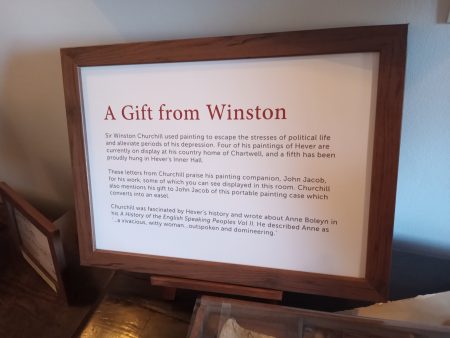 A Gift from Winston
Sir Winston Churchill used painting to escape the stresses of political life
and alleviate periods of his depression. Four of his paintings of Hever are
currently on display at his country home of Chartwell, and a fifth has been
proudly hung in Hever's Inner Hall.
These letters from Churchill praise his painting companion, John Jacob,
for his work, some of which you can see displayed in this room. Churchill
also mentions his gift to John Jacob of this portable painting case which
converts into an easel.
Churchill was fascinated by Hever's history and wrote about Anne Boleyn in
his A History of the English Speaking Peoples Vol II. He described Anne as
'...a vivacious, witty woman...outspoken and domineering.'